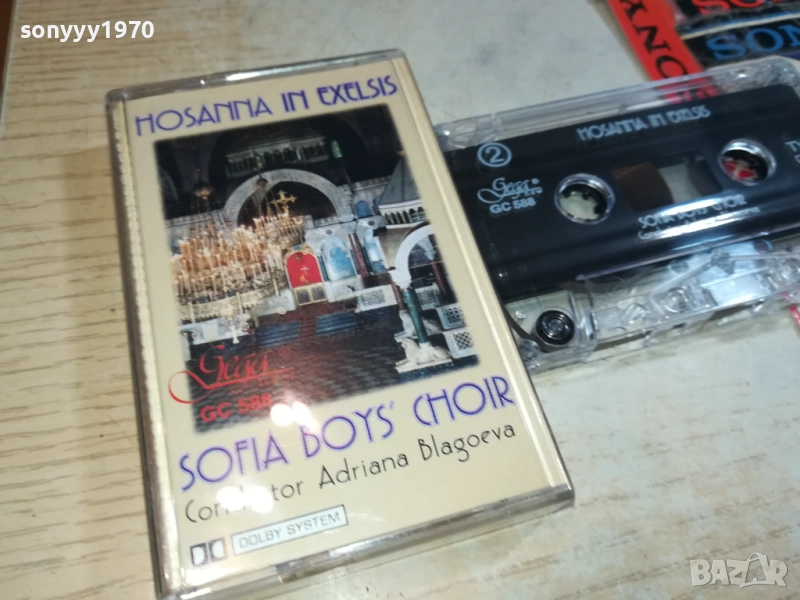 sonyyy1970
HOSANNA IN EXELSIS
Gega
GC 588
SOFIA BOYS' CHOIR
Conductor Adriana Blagoeva
DOLBY SYSTEM
2
HOSANNA IN EXELSIS
Gega
GC 588
SOFIA BOYS' CHOIR
SONY
BAZAR